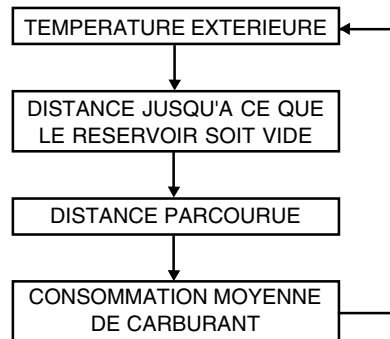 TEMPERATURE EXTERIEURE
DISTANCE JUSQU'A CE QUE
LE RESERVOIR SOIT VIDE
DISTANCE PARCOURUE
CONSOMMATION MOYENNE
DE CARBURANT